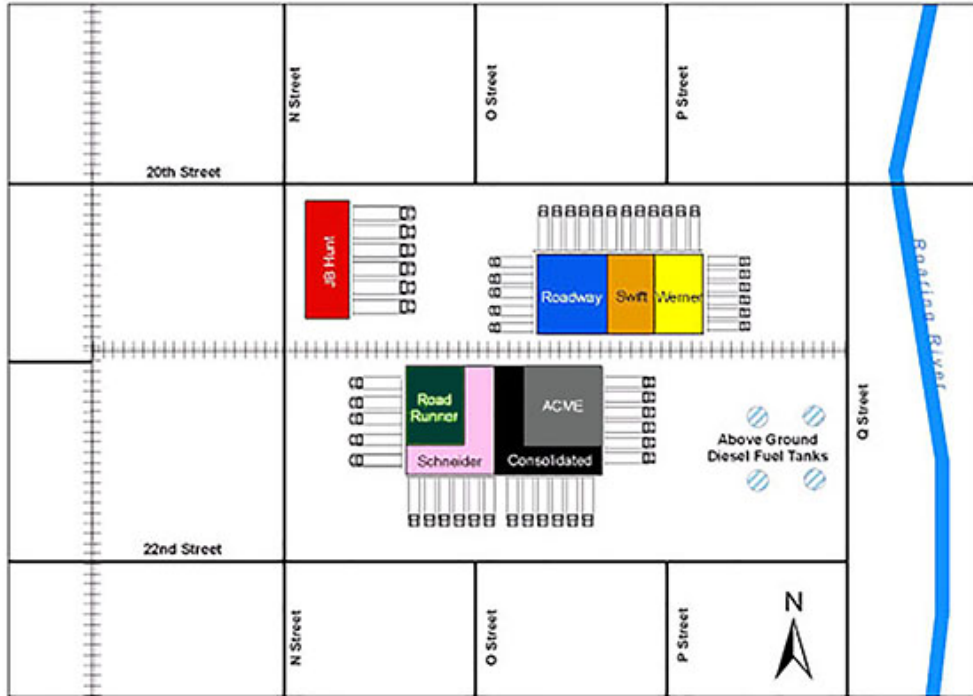 N Street
O Street
P Street
20th Street
JB Hunt
Roadway
Swift
Werner
Roaring River
Road
Runner
ACME
Schneider
Consolidated
Above Ground
Diesel Fuel Tanks
Q Street
22nd Street
N Street
O Street
P Street
N